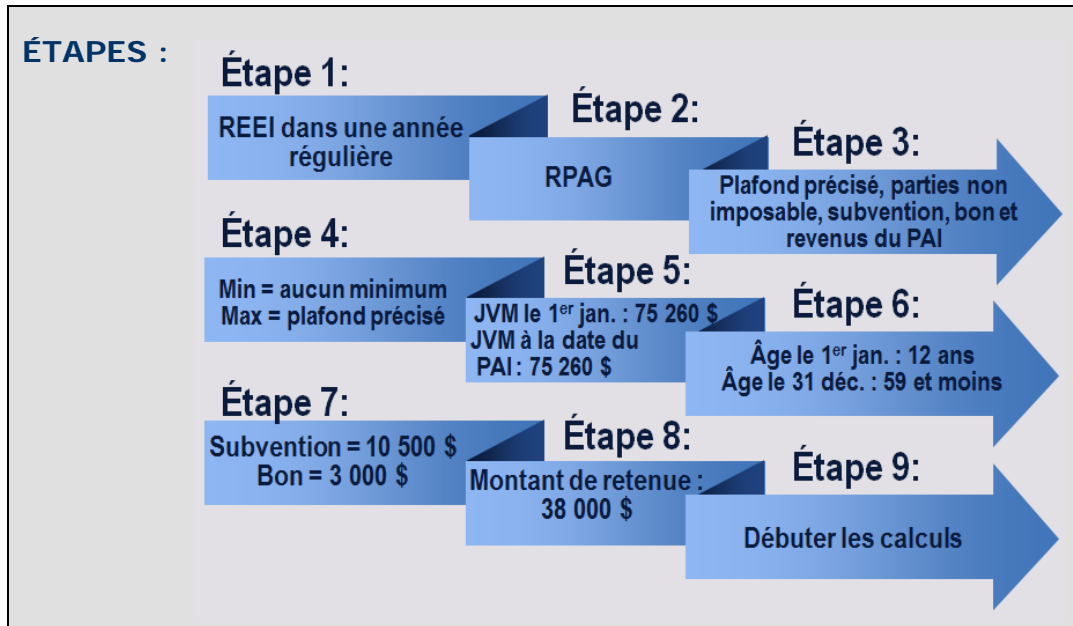 ÉTAPES :
Étape 1:
REEI dans une année
régulière
Étape 2:
RPAG
Étape 3:
Plafond précisé, parties non
imposable, subvention, bon et
revenus du PAI
Étape 4:
Min = aucun minimum
Max = plafond précisé
Étape 5:
JVM le 1er jan. : 75 260 $
JVM à la date du
PAI : 75 260 $
Étape 6:
Âge le 1er jan. : 12 ans
Âge le 31 déc. : 59 et moins
Étape 7:
Subvention = 10 500 $
Bon = 3 000 $
Étape 8:
Montant de retenue :
38 000 $
Étape 9:
Débuter les calculs